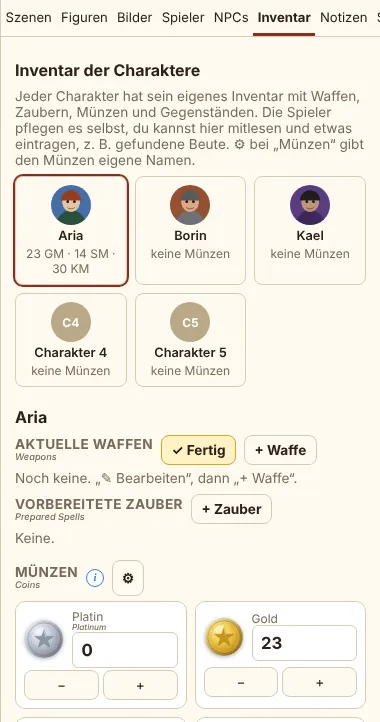 Szenen Figuren Bilder Spieler NPCs Inventar Notizen
Inventar der Charaktere
Jeder Charakter hat sein eigenes Inventar mit Waffen,
Zaubern, Münzen und Gegenständen. Die Spieler
pflegen es selbst, du kannst hier mitlesen und etwas
eintragen, z. B. gefundene Beute. ⚙ bei „Münzen“ gibt
den Münzen eigene Namen.
Aria
23 GM · 14 SM ·
30 KM
Borin
keine Münzen
Kael
keine Münzen
C4
Charakter 4
keine Münzen
C5
Charakter 5
keine Münzen
Aria
AKTUELLE WAFFEN ✓ Fertig + Waffe
Weapons
Noch keine. „✎ Bearbeiten“, dann „+ Waffe“.
VORBEREITETE ZAUBER + Zauber
Prepared Spells
Keine.
MÜNZEN i ⚙
Coins
Platin
Platinum
0
− +
Gold
23
− +